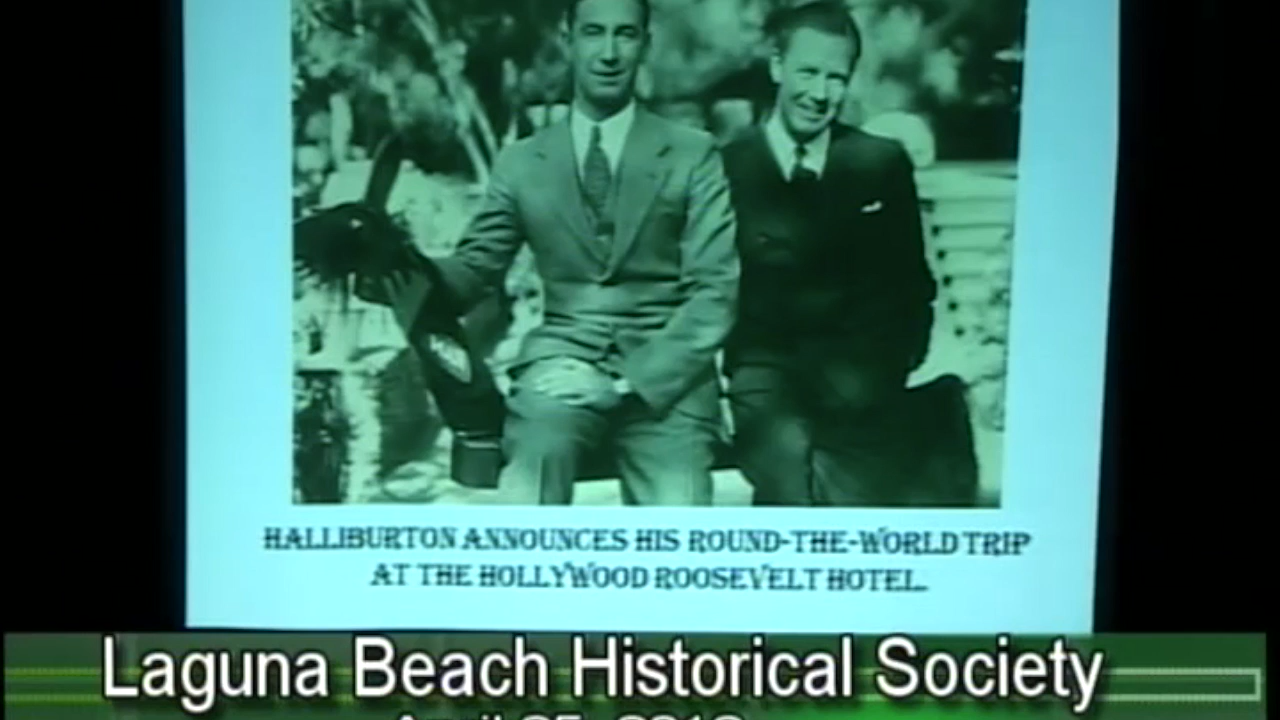 HALLIBURTON ANNOUNCES HIS ROUND-THE-WORLD TRIP
AT THE HOLLYWOOD ROOSEVELT HOTEL.
Laguna Beach Historical Society